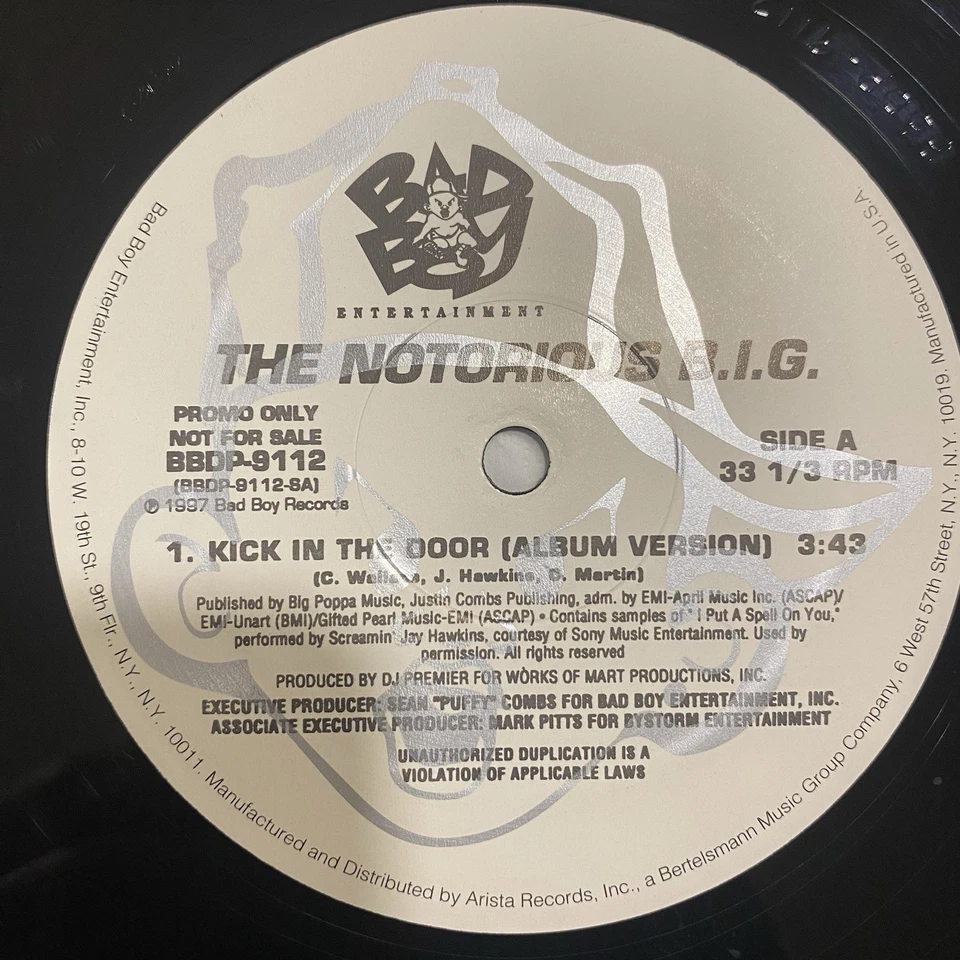 BAD
BOY
ENTERTAINMENT
THE NOTORIOUS B.I.G.
PROMO ONLY
NOT FOR SALE
BBDP-9112
(BBDP-9112-SA)
℗ 1997 Bad Boy Records
SIDE A
33 1/3 RPM
1. KICK IN THE DOOR (ALBUM VERSION) 3:43
(C. Wallace, J. Hawkins, C. Martin)
Published by Big Poppa Music, Justin Combs Publishing, adm. by EMI-April Music Inc. (ASCAP)/
EMI-Unart (BMI)/Gifted Pearl Music-EMI (ASCAP) • Contains samples of " I Put A Spell On You,"
performed by Screamin' Jay Hawkins, courtesy of Sony Music Entertainment. Used by
permission. All rights reserved
PRODUCED BY DJ PREMIER FOR WORKS OF MART PRODUCTIONS, INC.
EXECUTIVE PRODUCER: SEAN "PUFFY" COMBS FOR BAD BOY ENTERTAINMENT, INC.
ASSOCIATE EXECUTIVE PRODUCER: MARK PITTS FOR BYSTORM ENTERTAINMENT
UNAUTHORIZED DUPLICATION IS A
VIOLATION OF APPLICABLE LAWS
Bad Boy Entertainment, Inc., 8-10 W. 19th St., 9th Flr., N.Y., N.Y. 10011. Manufactured and Distributed by Arista Records, Inc., a Bertelsmann Music Group Company, 6 West 57th Street, N.Y., N.Y. 10019. Manufactured in U.S.A